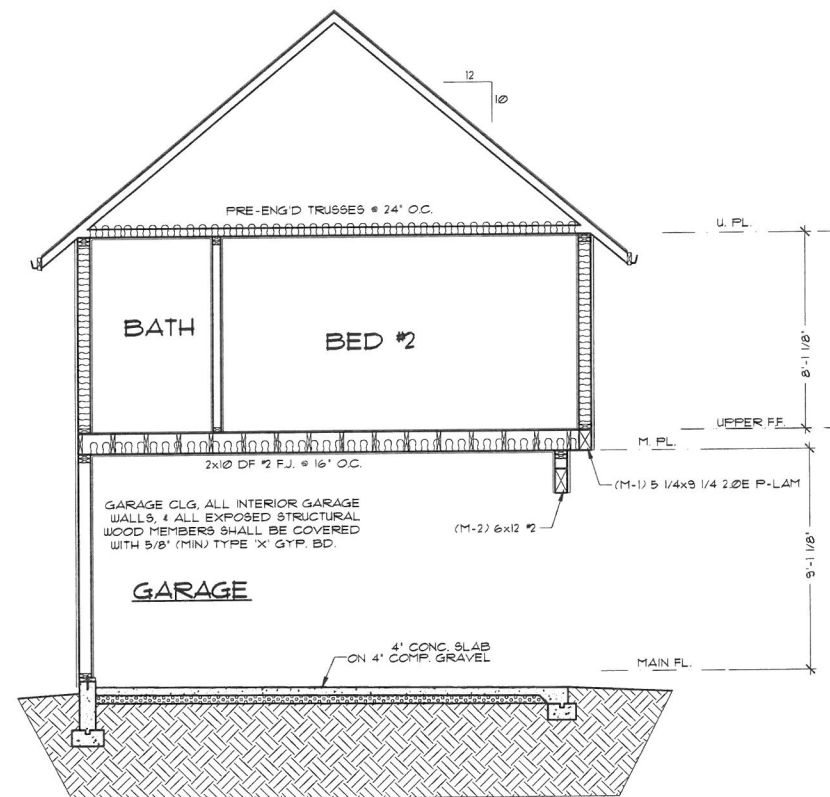 12
10
PRE-ENG'D TRUSSES @ 24" O.C.
U. PL.
BATH
BED #2
8'-1 1/8"
UPPER F.F.
M. PL.
2x10 DF #2 F.J. @ 16" O.C.
(M-1) 5 1/4x9 1/4 2.0E P-LAM
GARAGE CLG, ALL INTERIOR GARAGE
WALLS, & ALL EXPOSED STRUCTURAL
WOOD MEMBERS SHALL BE COVERED
WITH 5/8" (MIN) TYPE 'X' GYP. BD.
(M-2) 6x12 #2
9'-1 1/8"
GARAGE
4" CONC. SLAB
ON 4" COMP. GRAVEL
MAIN FL.